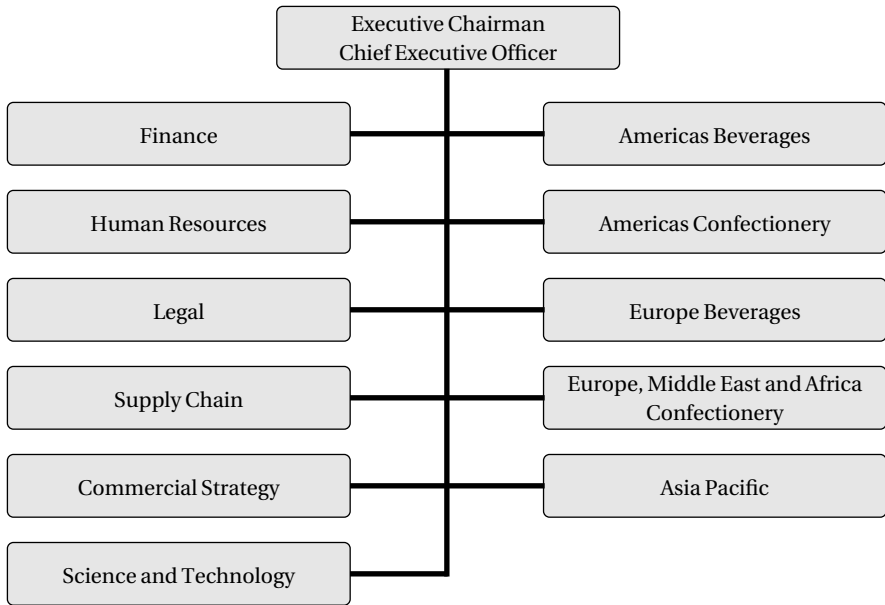 Executive Chairman
Chief Executive Officer
Finance
Americas Beverages
Human Resources
Americas Confectionery
Legal
Europe Beverages
Supply Chain
Europe, Middle East and Africa
Confectionery
Commercial Strategy
Asia Pacific
Science and Technology